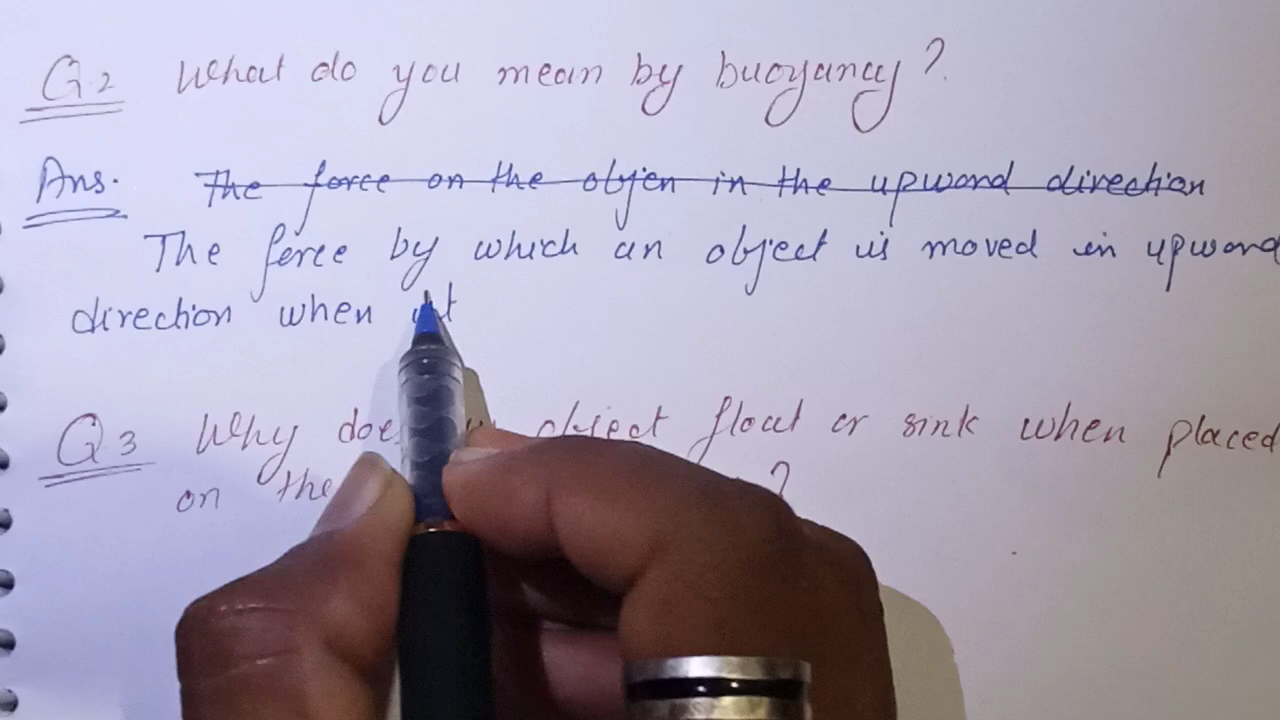 Q.2 What do you mean by buoyancy?
Ans. The force on the objen in the upword direction
The force by which an object is moved in upword
direction when it
Q3 Why does object float or sink when placed
on the ?